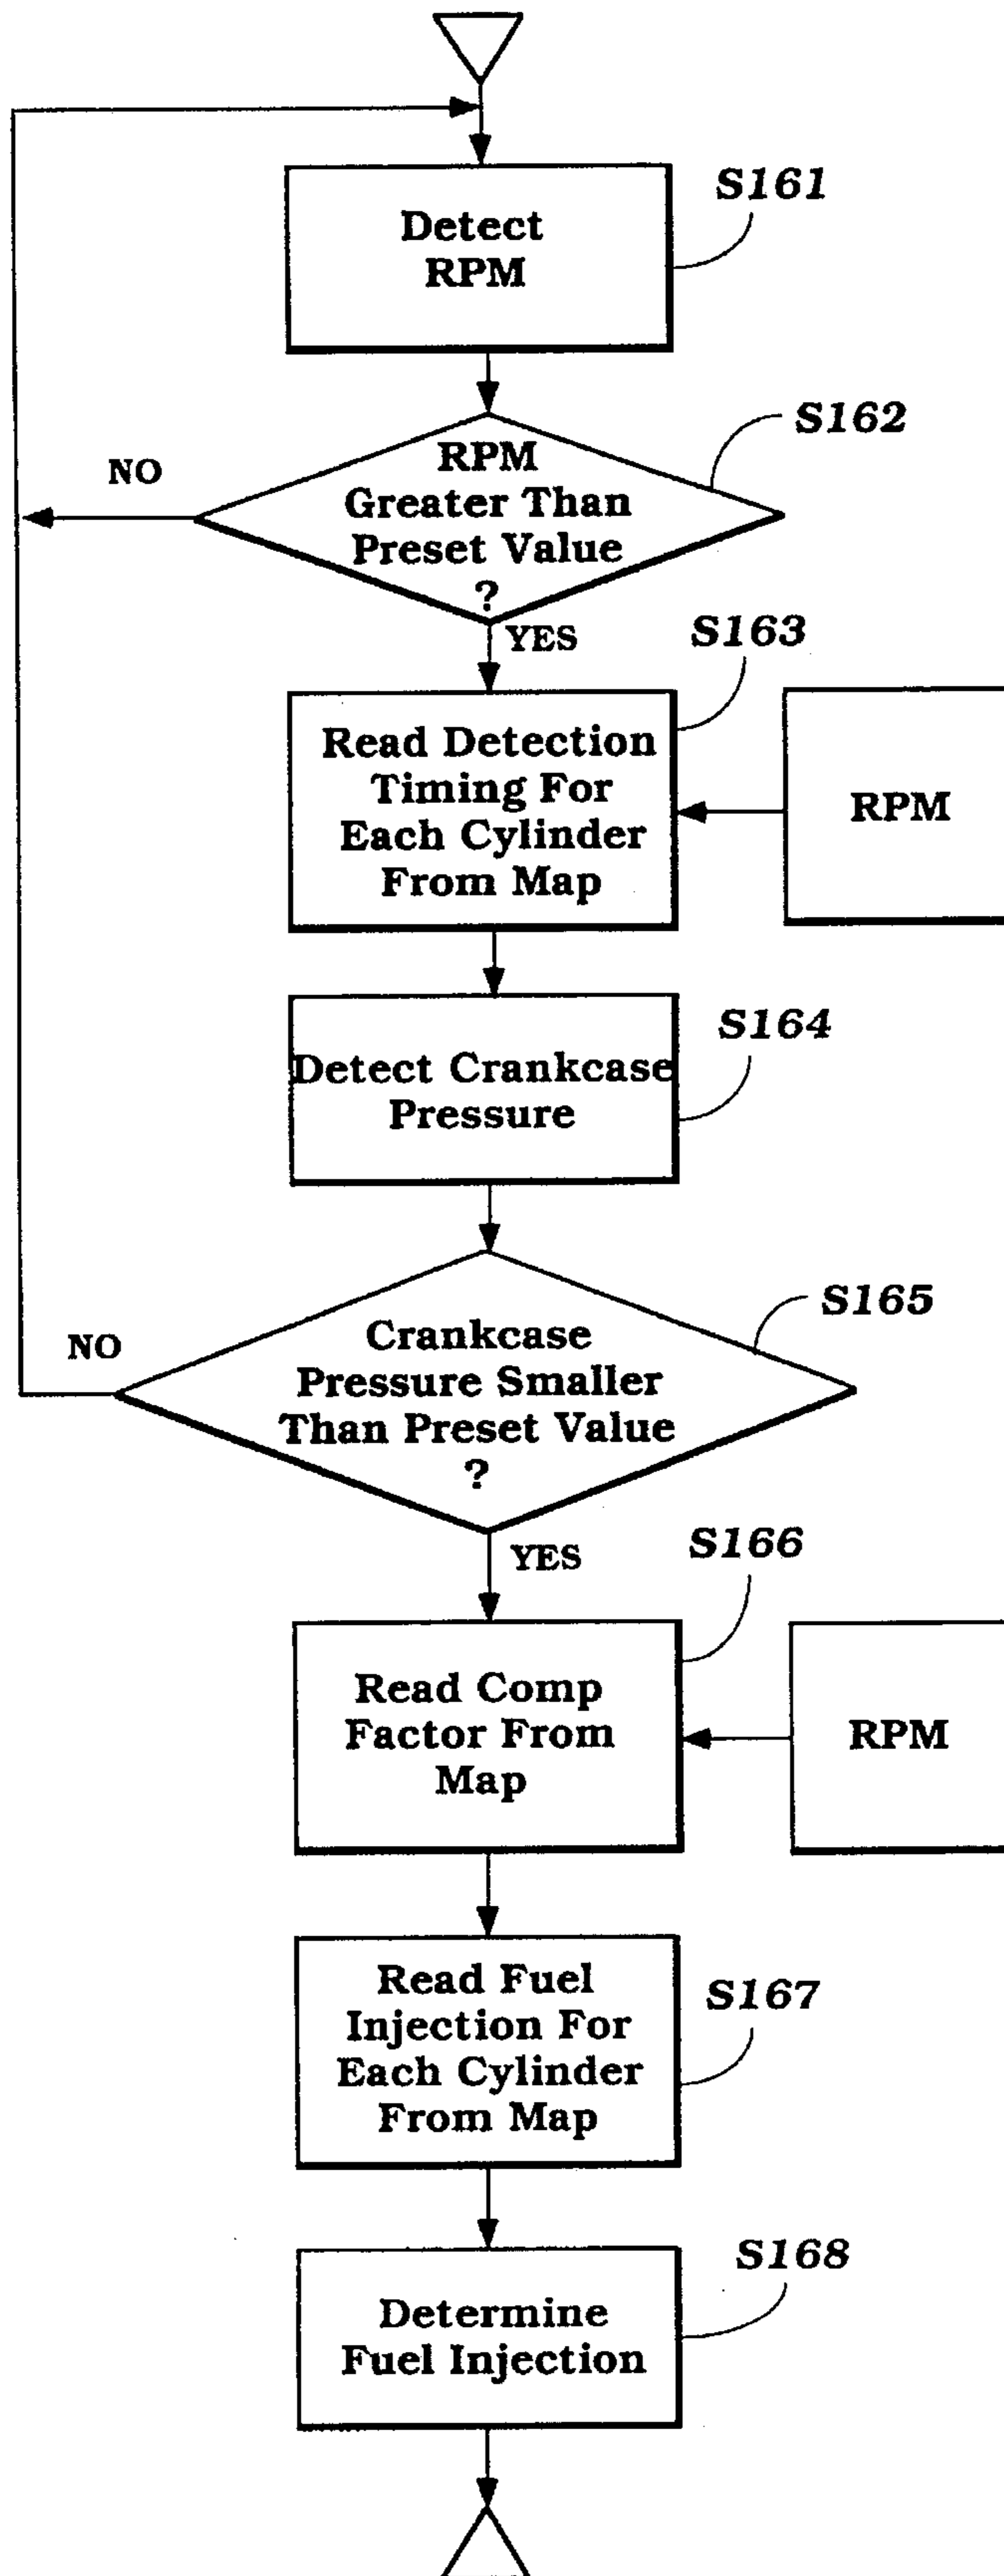 S161
Detect
RPM
S162
RPM
Greater Than
Preset Value
?
NO
YES
S163
Read Detection
Timing For
Each Cylinder
From Map
RPM
S164
Detect Crankcase
Pressure
S165
Crankcase
Pressure Smaller
Than Preset Value
?
NO
YES
S166
Read Comp
Factor From
Map
RPM
S167
Read Fuel
Injection For
Each Cylinder
From Map
S168
Determine
Fuel Injection